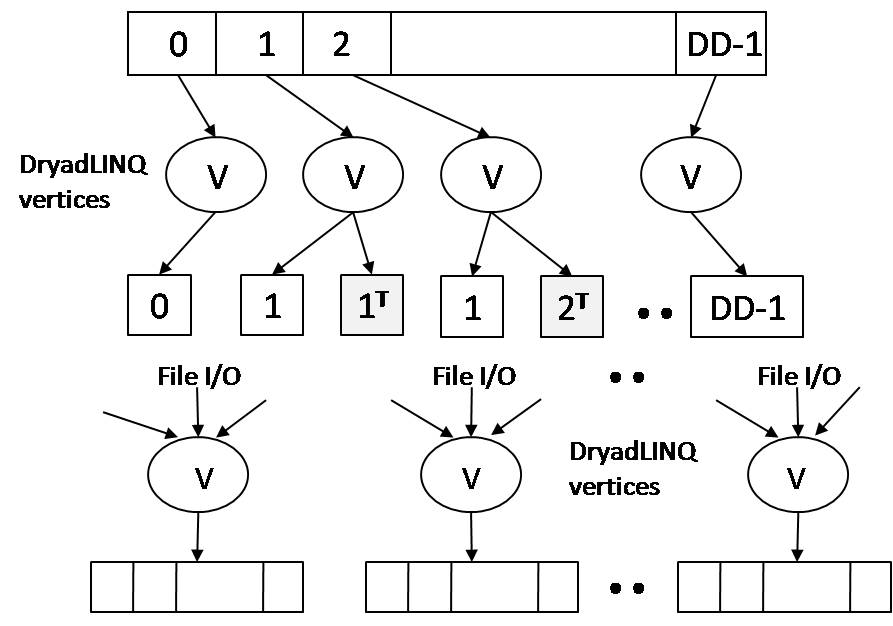 0 1 2 DD-1
DryadLINQ
vertices
V V V V
0 1 1ᵀ 1 2ᵀ •• DD-1
File I/O File I/O •• File I/O
V V V
DryadLINQ
vertices
••